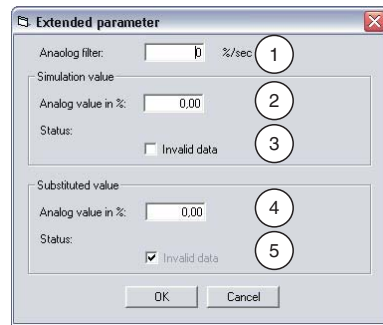 Extended parameter
Anaolog filter: 0 %/sec 1
Simulation value
Analog value in %: 0,00 2
Status: 3
Invalid data
Substituted value
Analog value in %: 0,00 4
Status: 5
Invalid data
OK Cancel